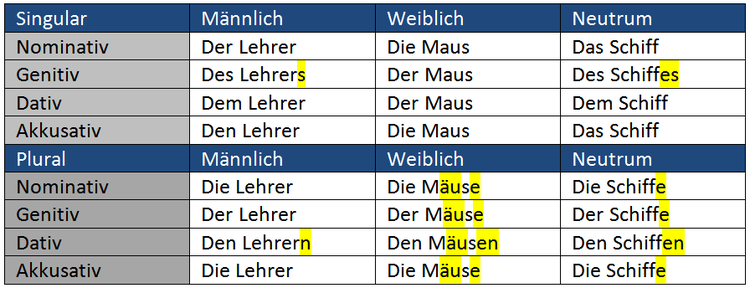 Singular Männlich Weiblich Neutrum
Nominativ Der Lehrer Die Maus Das Schiff
Genitiv Des Lehrers Der Maus Des Schiffes
Dativ Dem Lehrer Der Maus Dem Schiff
Akkusativ Den Lehrer Die Maus Das Schiff
Plural Männlich Weiblich Neutrum
Nominativ Die Lehrer Die Mäuse Die Schiffe
Genitiv Der Lehrer Der Mäuse Der Schiffe
Dativ Den Lehrern Den Mäusen Den Schiffen
Akkusativ Die Lehrer Die Mäuse Die Schiffe